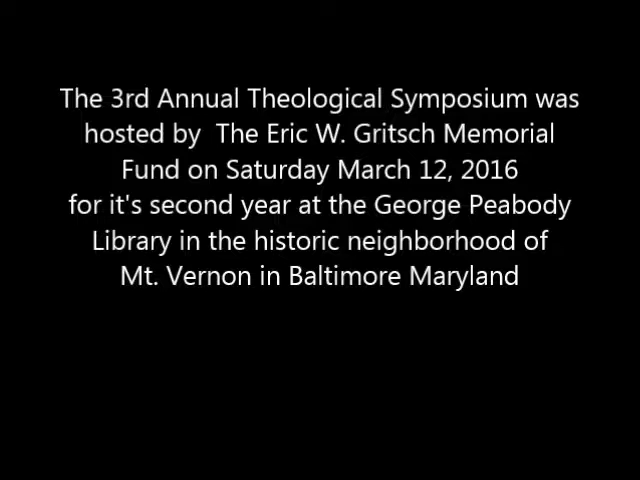 The 3rd Annual Theological Symposium was
hosted by  The Eric W. Gritsch Memorial
Fund on Saturday March 12, 2016
for it's second year at the George Peabody
Library in the historic neighborhood of
Mt. Vernon in Baltimore Maryland